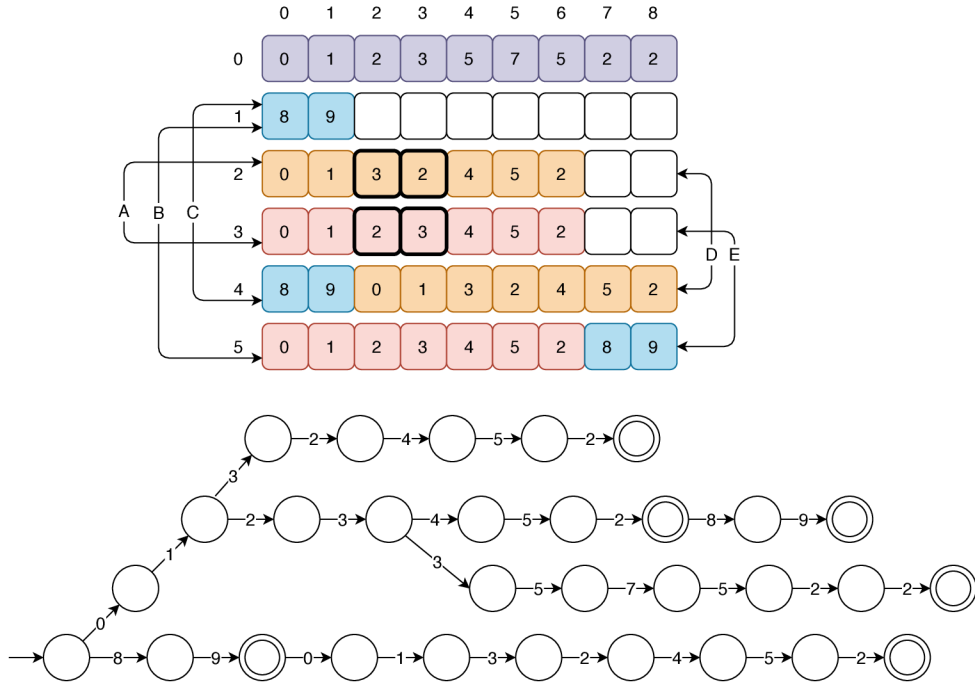 0 1 2 3 4 5 6 7 8
0 0 1 2 3 5 7 5 2 2
1 8 9
2 0 1 3 2 4 5 2
3 0 1 2 3 4 5 2
A B C
D E
4 8 9 0 1 3 2 4 5 2
5 0 1 2 3 4 5 2 8 9
2 4 5 2
3
2 3 4 5 2 8 9
1
3
5 7 5 2 2
0
8 9 0 1 3 2 4 5 2